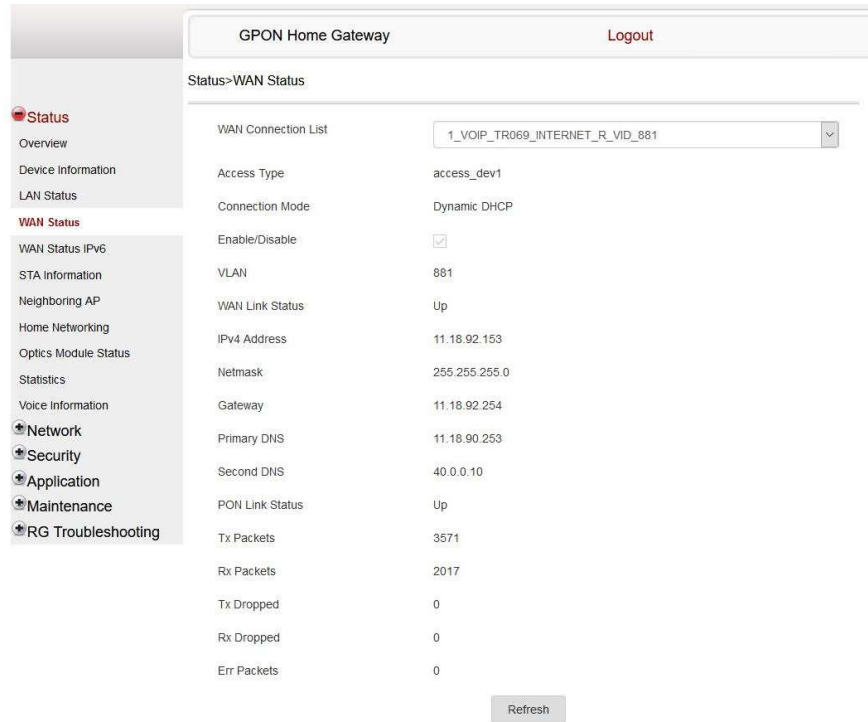 GPON Home Gateway
Logout
Status>WAN Status
Status
Overview
Device Information
LAN Status
WAN Status
WAN Status IPv6
STA Information
Neighboring AP
Home Networking
Optics Module Status
Statistics
Voice Information
Network
Security
Application
Maintenance
RG Troubleshooting
WAN Connection List 1_VOIP_TR069_INTERNET_R_VID_881
Access Type access_dev1
Connection Mode Dynamic DHCP
Enable/Disable
VLAN 881
WAN Link Status Up
IPv4 Address 11.18.92.153
Netmask 255.255.255.0
Gateway 11.18.92.254
Primary DNS 11.18.90.253
Second DNS 40.0.0.10
PON Link Status Up
Tx Packets 3571
Rx Packets 2017
Tx Dropped 0
Rx Dropped 0
Err Packets 0
Refresh